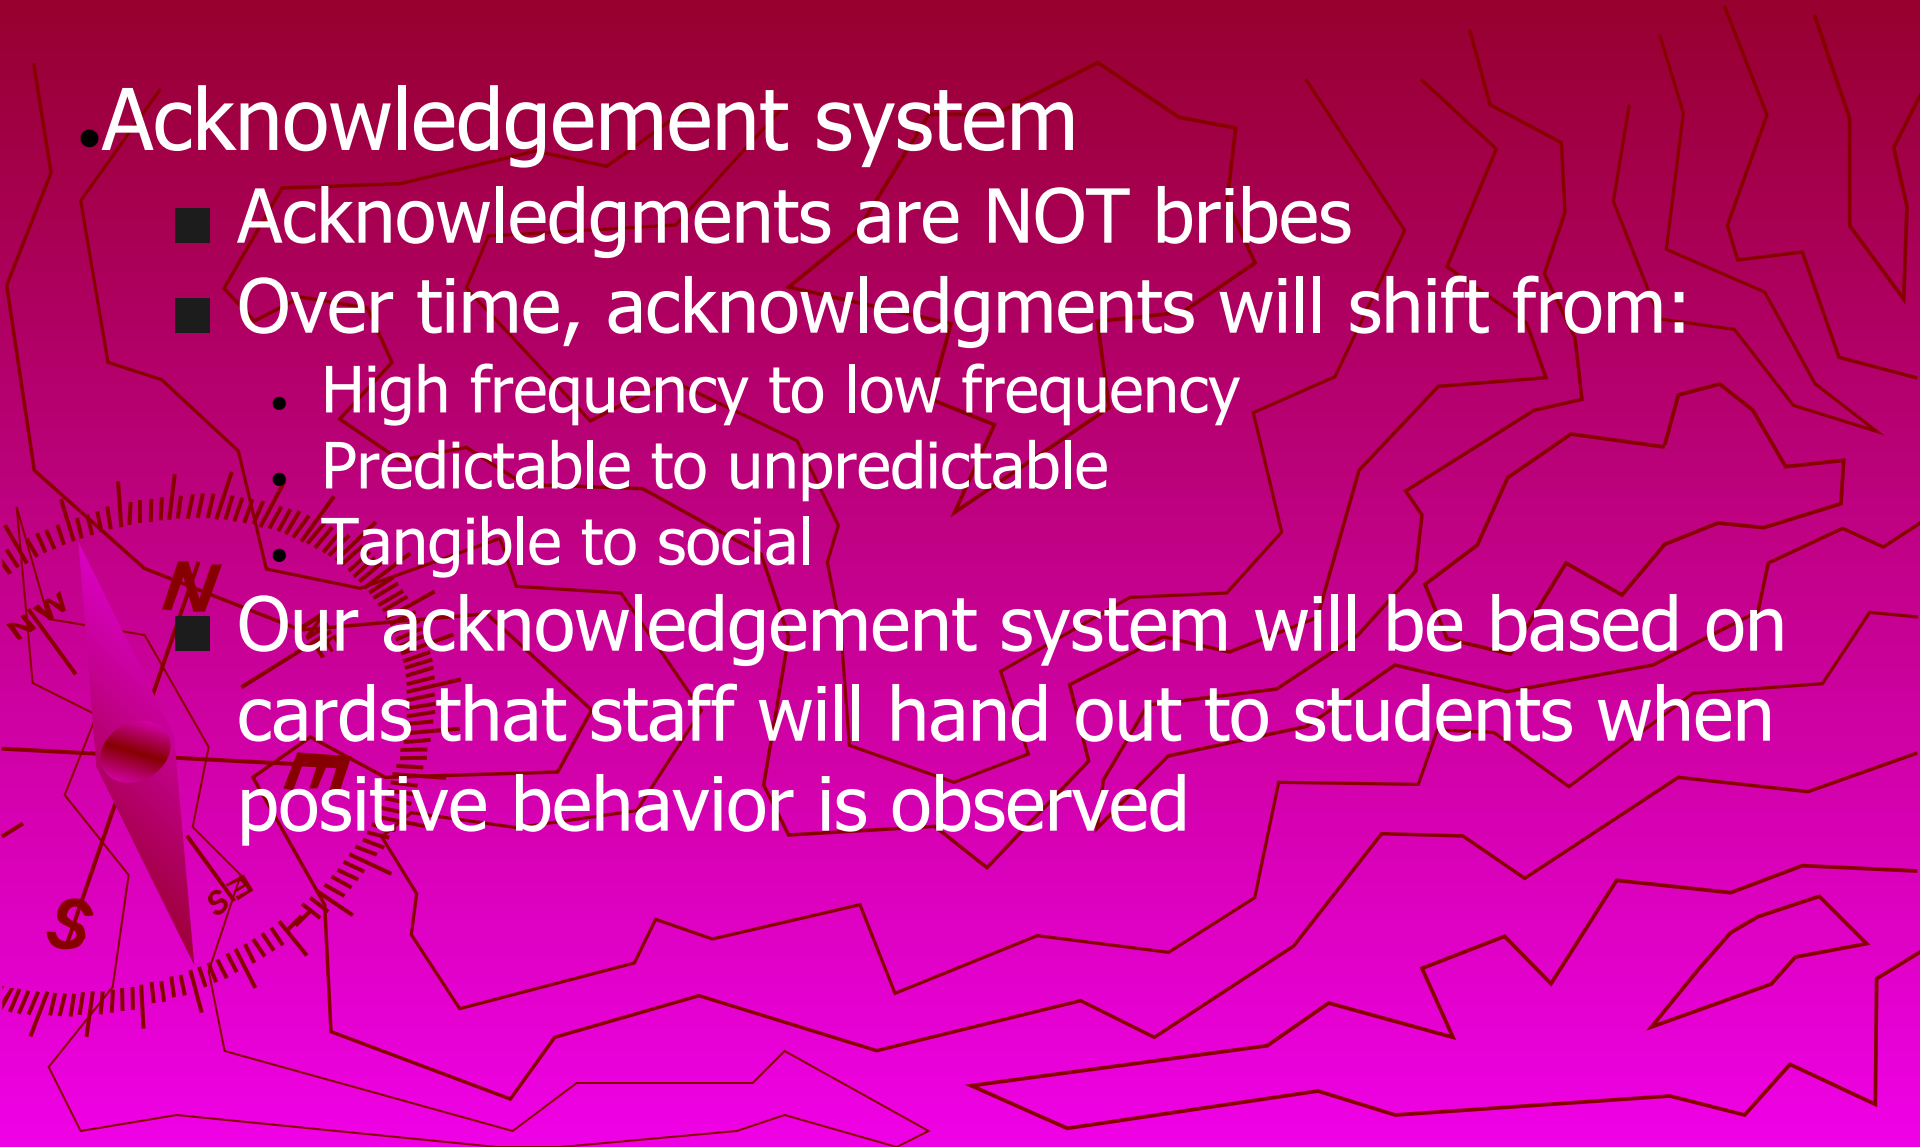 •Acknowledgement system
■ Acknowledgments are NOT bribes
■ Over time, acknowledgments will shift from:
• High frequency to low frequency
• Predictable to unpredictable
• Tangible to social
■ Our acknowledgement system will be based on
cards that staff will hand out to students when
positive behavior is observed
NW
N
E
S